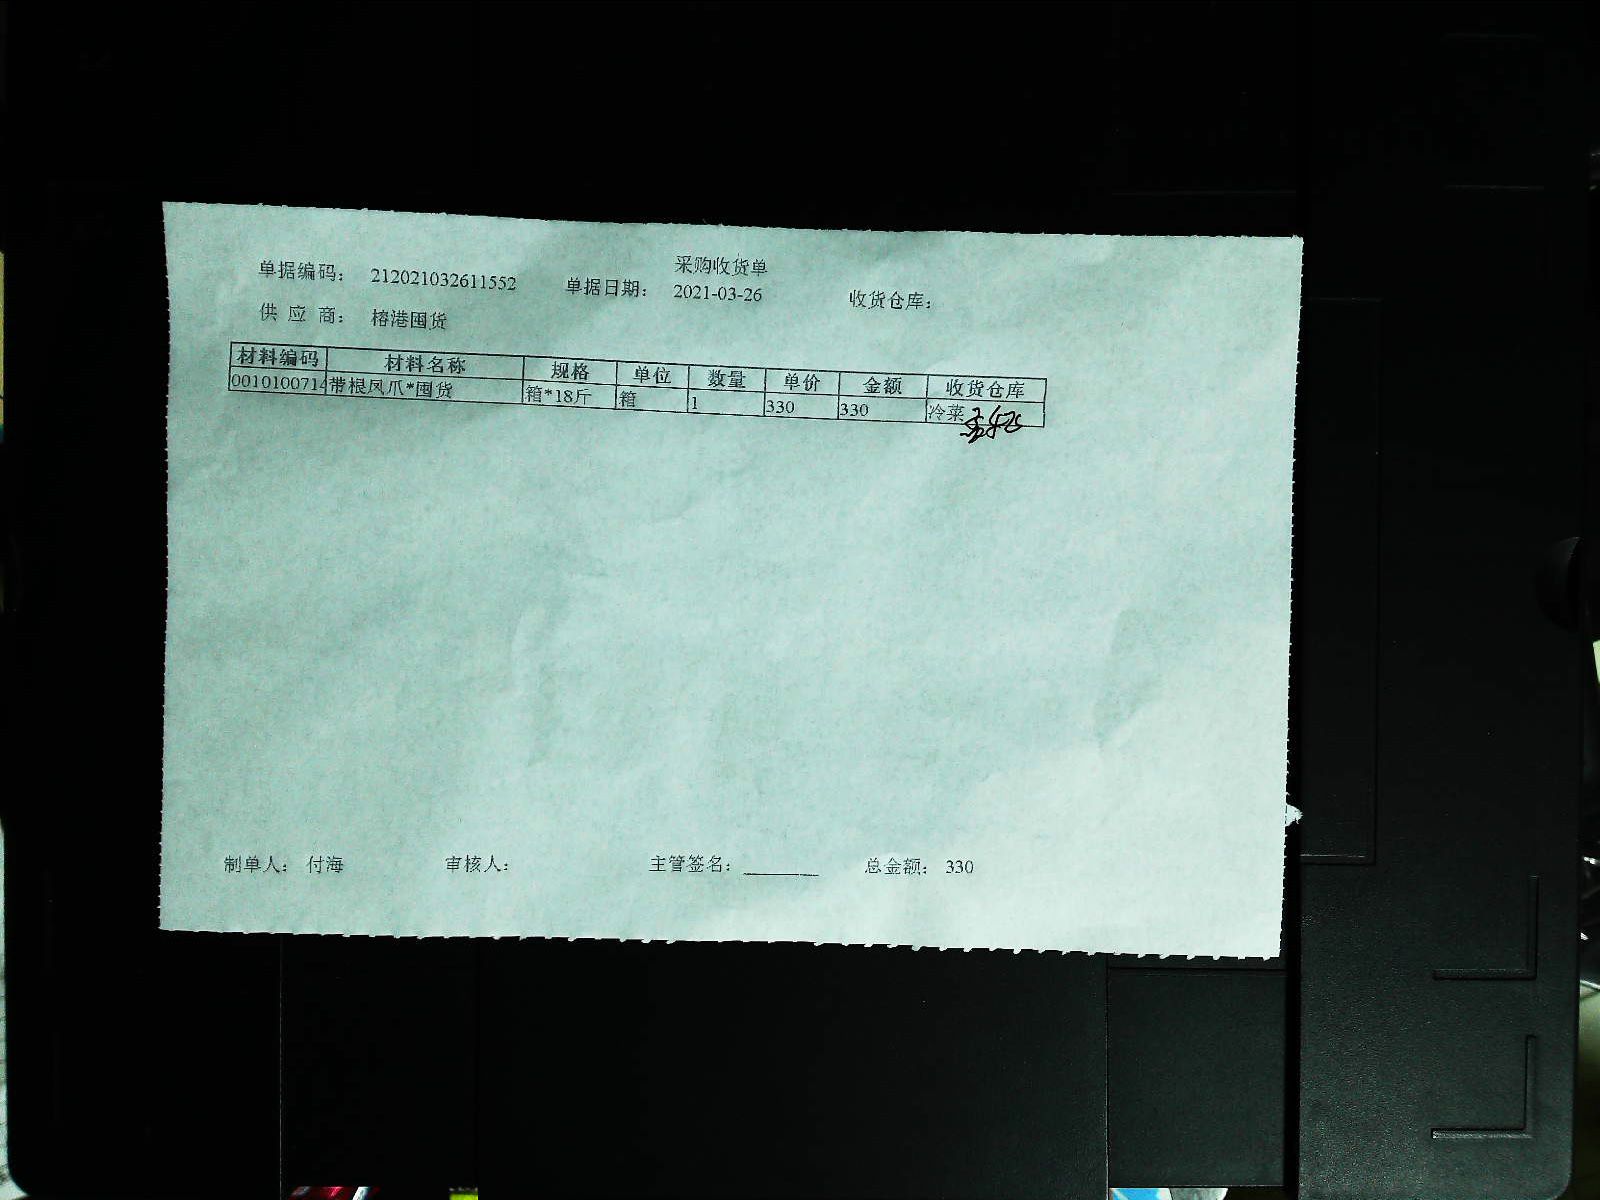 采购收货单
单据编码： 212021032611552 单据日期： 2021-03-26 收货仓库：
供 应 商： 榕港囤货
材料编码 材料名称 规格 单位 数量 单价 金额 收货仓库
0010100714 带根凤爪*囤货 箱*18斤 箱 1 330 330 冷菜
制单人： 付海 审核人： 主管签名： 总金额： 330